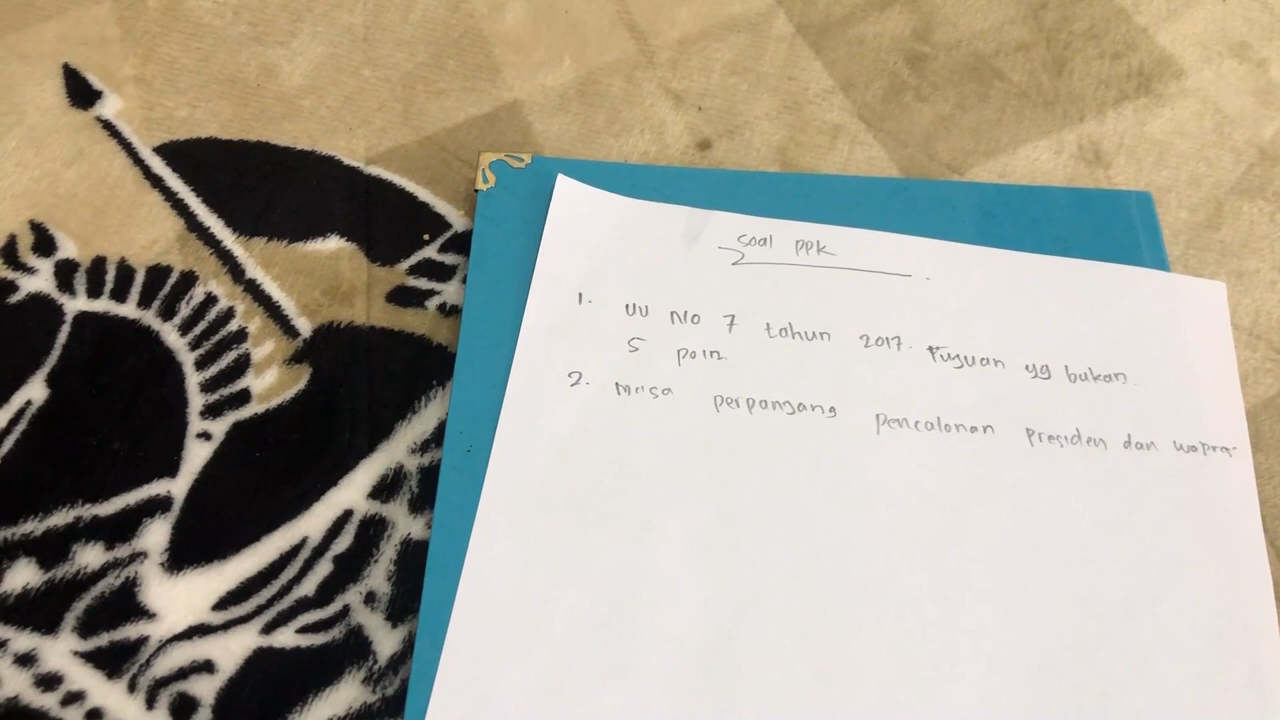 Soal PPK
1. UU No 7 tahun 2017. Tujuan yg bukan.
5 poin
2. Masa perpanjang pencalonan presiden dan wapres